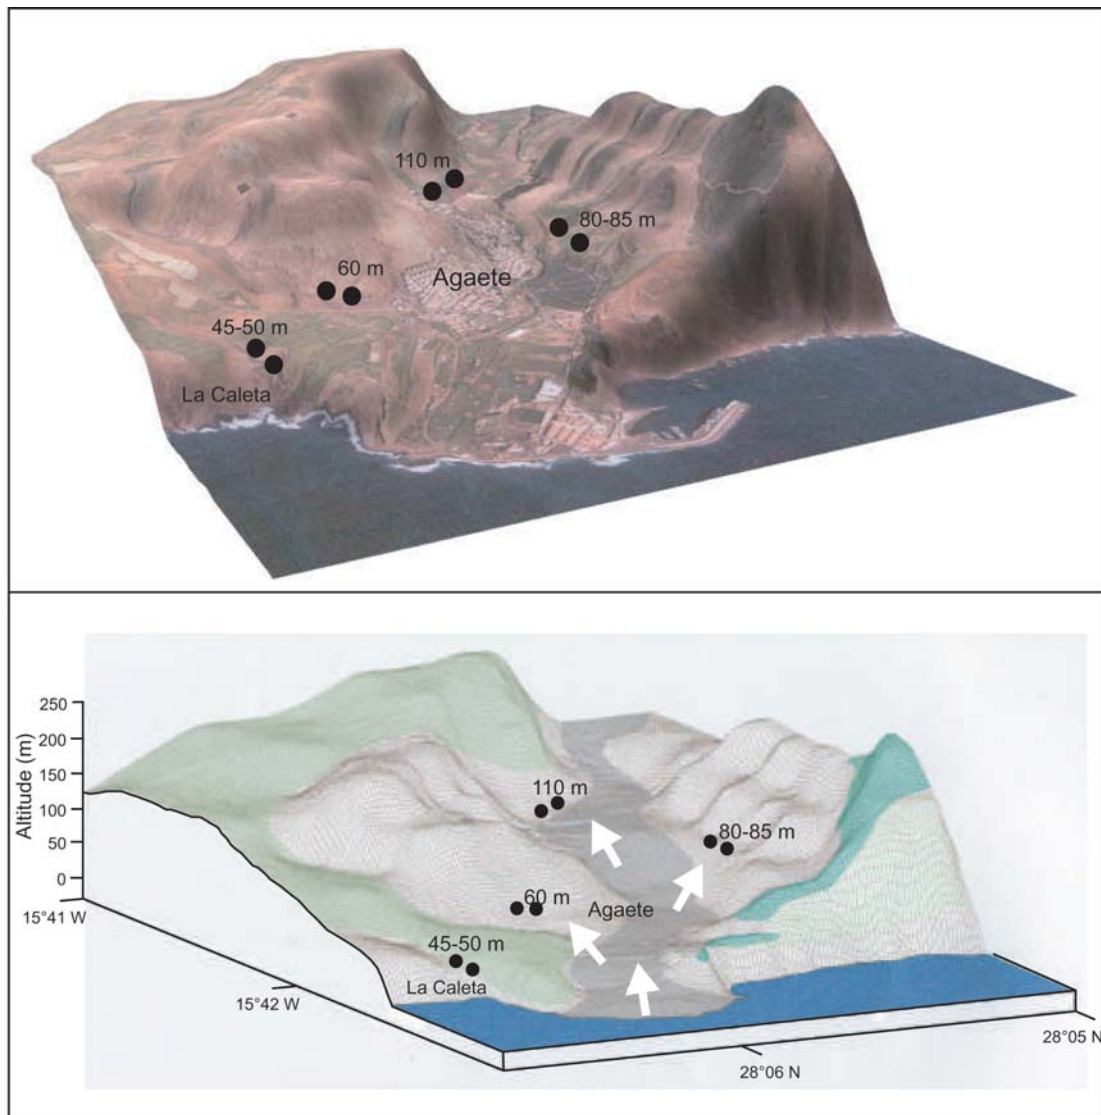 110 m
80-85 m
Agaete
60 m
45-50 m
La Caleta
250
200
150
100
50
0
Altitude (m)
110 m
80-85 m
60 m
Agaete
45-50 m
La Caleta
15°41 W
15°42 W
28°06 N
28°05 N